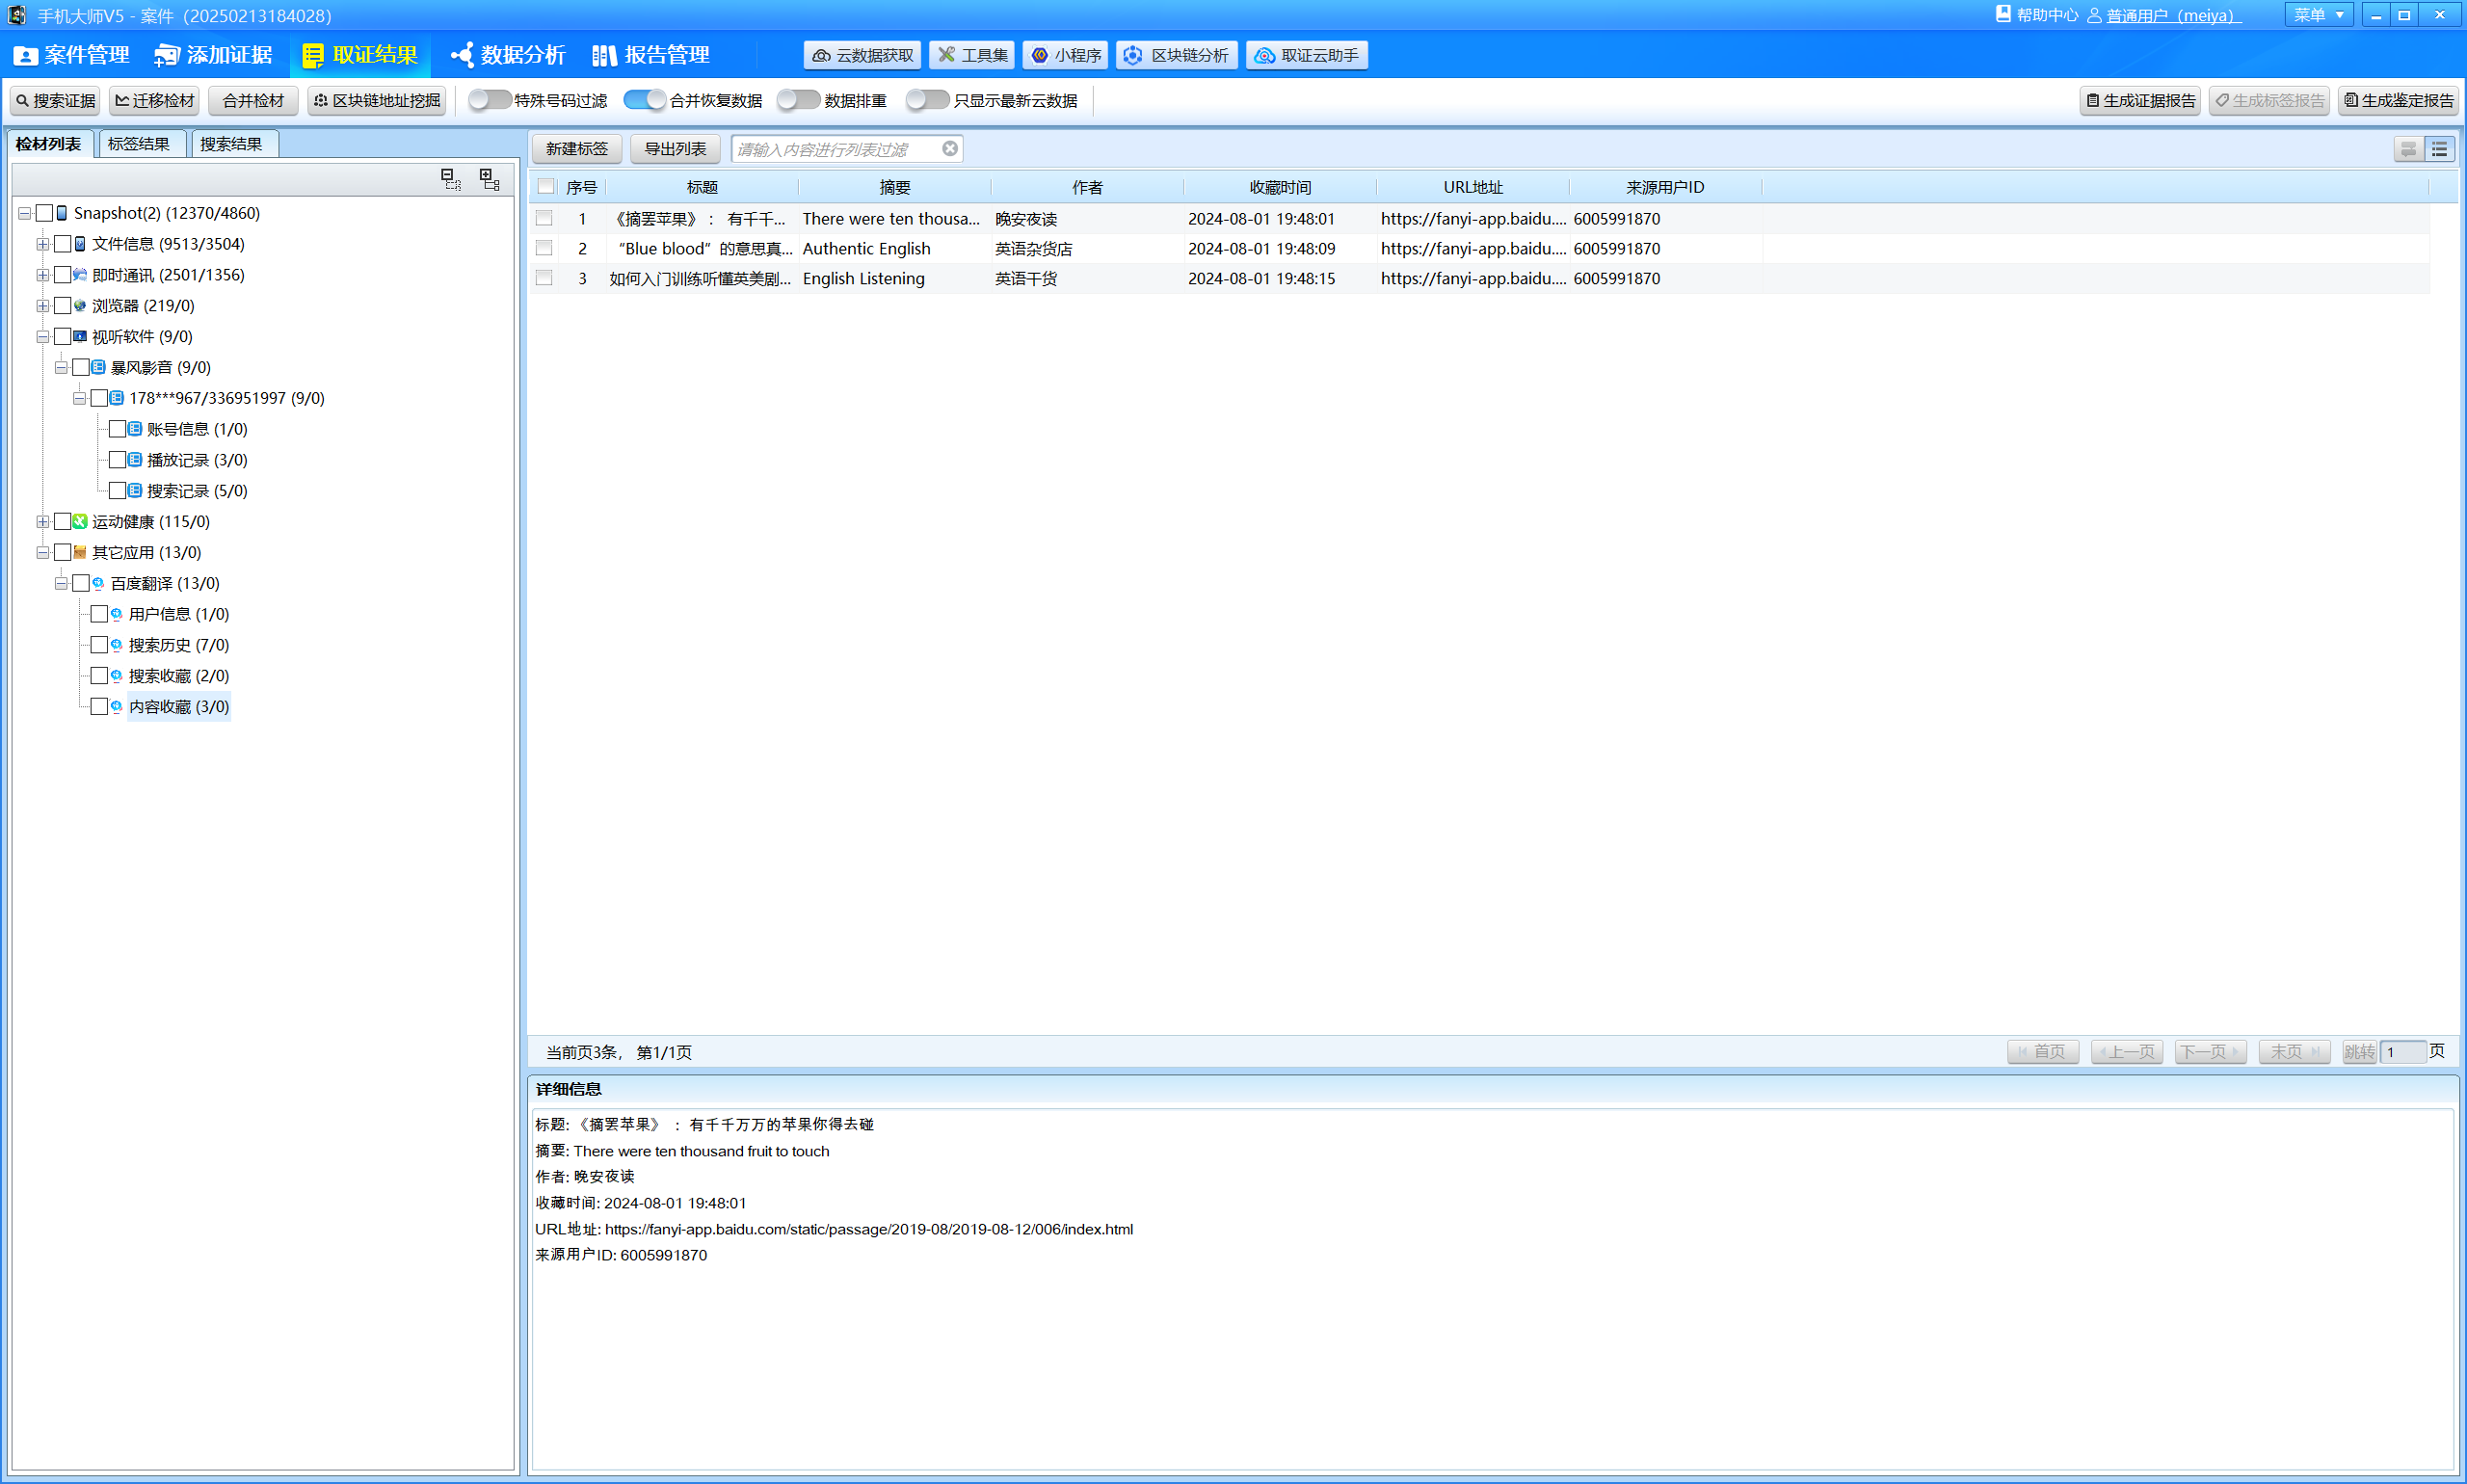 手机大师V5 - 案件（20250213184028）
帮助中心 普通用户（meiya） 菜单
案件管理 添加证据 取证结果 数据分析 报告管理 云数据获取 工具集 小程序 区块链分析 取证云助手
搜索证据 迁移检材 合并检材 区块链地址挖掘 特殊号码过滤 合并恢复数据 数据排重 只显示最新云数据 生成证据报告 生成标签报告 生成鉴定报告
检材列表 标签结果 搜索结果
Snapshot(2) (12370/4860)
文件信息 (9513/3504)
即时通讯 (2501/1356)
浏览器 (219/0)
视听软件 (9/0)
暴风影音 (9/0)
178***967/336951997 (9/0)
账号信息 (1/0)
播放记录 (3/0)
搜索记录 (5/0)
运动健康 (115/0)
其它应用 (13/0)
百度翻译 (13/0)
用户信息 (1/0)
搜索历史 (7/0)
搜索收藏 (2/0)
内容收藏 (3/0)
新建标签 导出列表 请输入内容进行列表过滤
序号 标题 摘要 作者 收藏时间 URL地址 来源用户ID
1 《摘罢苹果》 ： 有千千... There were ten thousa... 晚安夜读 2024-08-01 19:48:01 https://fanyi-app.baidu.... 6005991870
2 “Blue blood”的意思真... Authentic English 英语杂货店 2024-08-01 19:48:09 https://fanyi-app.baidu.... 6005991870
3 如何入门训练听懂英美剧... English Listening 英语干货 2024-08-01 19:48:15 https://fanyi-app.baidu.... 6005991870
当前页3条， 第1/1页 首页 上一页 下一页 末页 跳转 1 页
详细信息
标题: 《摘罢苹果》 ：有千千万万的苹果你得去碰
摘要: There were ten thousand fruit to touch
作者: 晚安夜读
收藏时间: 2024-08-01 19:48:01
URL地址: https://fanyi-app.baidu.com/static/passage/2019-08/2019-08-12/006/index.html
来源用户ID: 6005991870